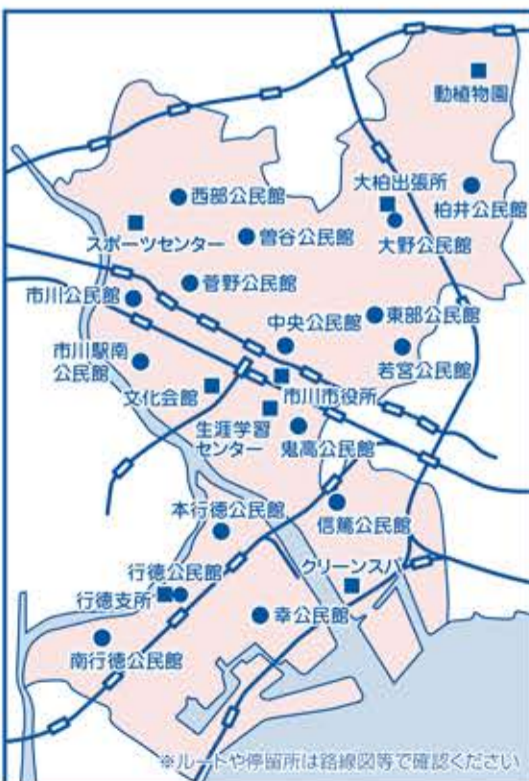 動植物園
大柏出張所
西部公民館
柏井公民館
スポーツセンター
曽谷公民館
大野公民館
菅野公民館
市川公民館
東部公民館
中央公民館
市川駅南
公民館
若宮公民館
文化会館
市川市役所
生涯学習
センター
鬼高公民館
本行徳公民館
信篤公民館
行徳公民館
クリーンスパ
行徳支所
幸公民館
南行徳公民館
※ルートや停留所は路線図等で確認ください